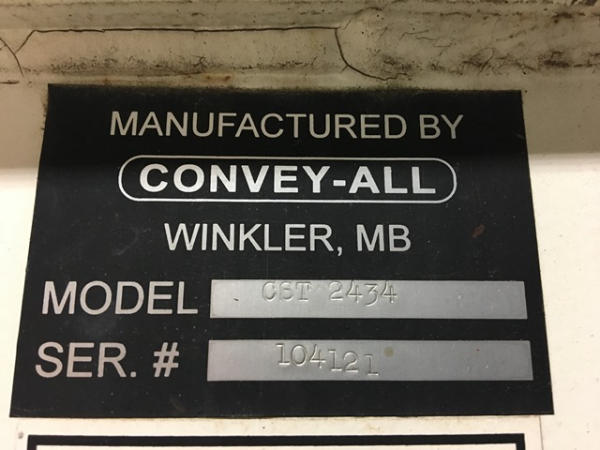 MANUFACTURED BY
CONVEY-ALL
WINKLER, MB
MODEL CST 2434
SER. # 104121